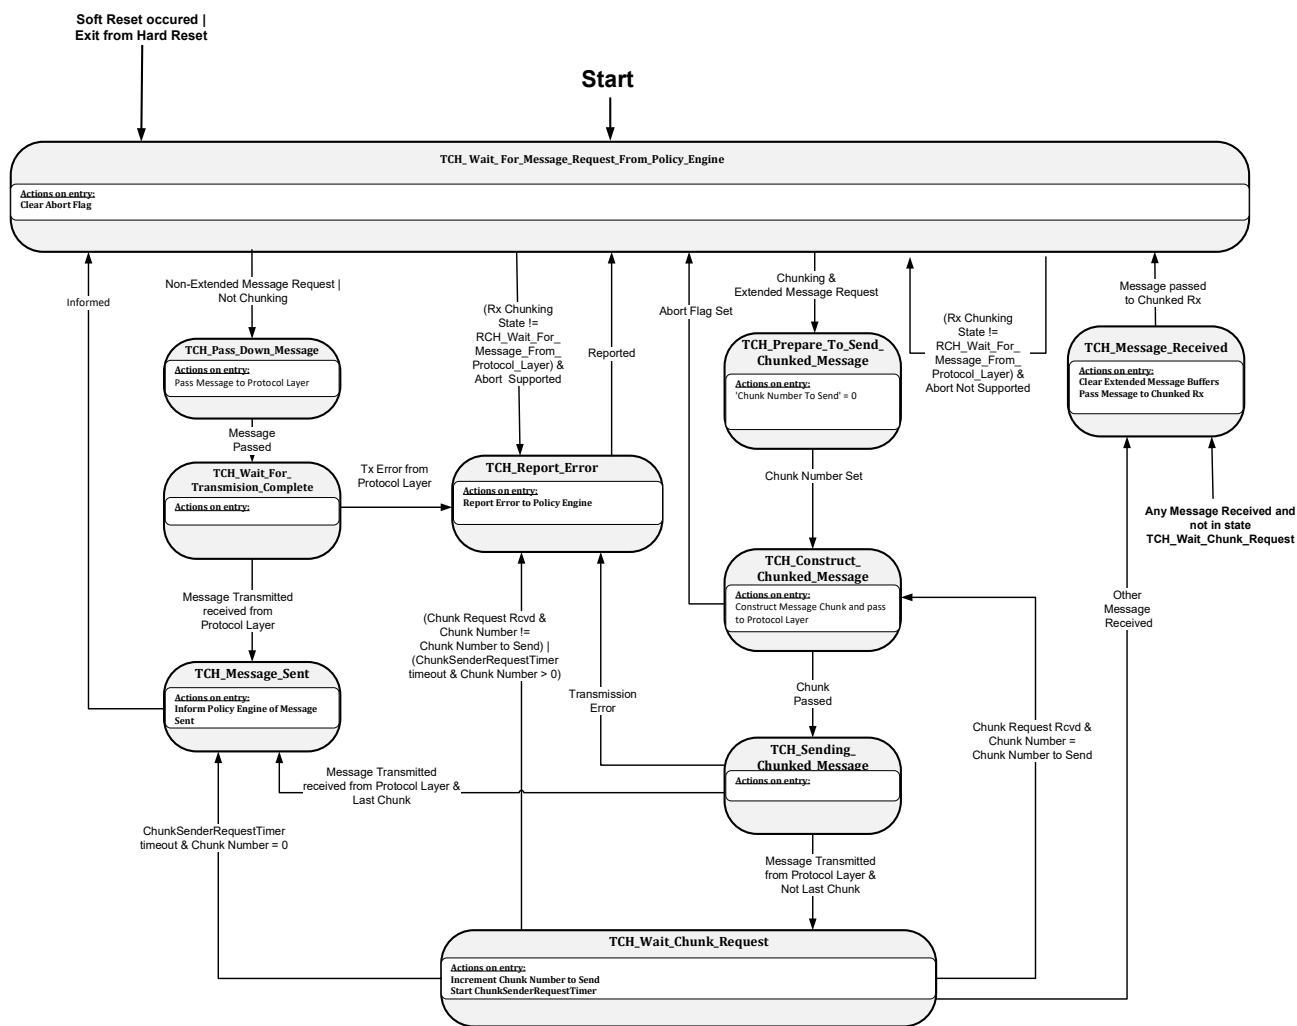 Soft Reset occured |
Exit from Hard Reset
Start
TCH_ Wait_ For_Message_Request_From_Policy_Engine
Actions on entry:
Clear Abort Flag
Informed
Non-Extended Message Request |
Not Chunking
(Rx Chunking
State !=
RCH_Wait_For_
Message_From_
Protocol_Layer) &
Abort Supported
Reported
Abort Flag Set
Chunking &
Extended Message Request
(Rx Chunking
State !=
RCH_Wait_For_
Message_From_
Protocol_Layer) &
Abort Not Supported
Message passed
to Chunked Rx
TCH_Pass_Down_Message
Actions on entry:
Pass Message to Protocol Layer
TCH_Prepare_To_Send_
Chunked_Message
Actions on entry:
'Chunk Number To Send' = 0
TCH_Message_Received
Actions on entry:
Clear Extended Message Buffers
Pass Message to Chunked Rx
Message
Passed
TCH_Wait_For_
Transmision_Complete
Actions on entry:
Tx Error from
Protocol Layer
TCH_Report_Error
Actions on entry:
Report Error to Policy Engine
Chunk Number Set
Any Message Received and
not in state
TCH_Wait_Chunk_Request
TCH_Construct_
Chunked_Message
Actions on entry:
Construct Message Chunk and pass
to Protocol Layer
Message Transmitted
received from
Protocol Layer
(Chunk Request Rcvd &
Chunk Number !=
Chunk Number to Send) |
(ChunkSenderRequestTimer
timeout & Chunk Number > 0)
Other
Message
Received
TCH_Message_Sent
Actions on entry:
Inform Policy Engine of Message
Sent
Transmission
Error
Chunk
Passed
Chunk Request Rcvd &
Chunk Number =
Chunk Number to Send
TCH_Sending_
Chunked_Message
Actions on entry:
Message Transmitted
received from Protocol Layer &
Last Chunk
ChunkSenderRequestTimer
timeout & Chunk Number = 0
Message Transmitted
from Protocol Layer &
Not Last Chunk
TCH_Wait_Chunk_Request
Actions on entry:
Increment Chunk Number to Send
Start ChunkSenderRequestTimer